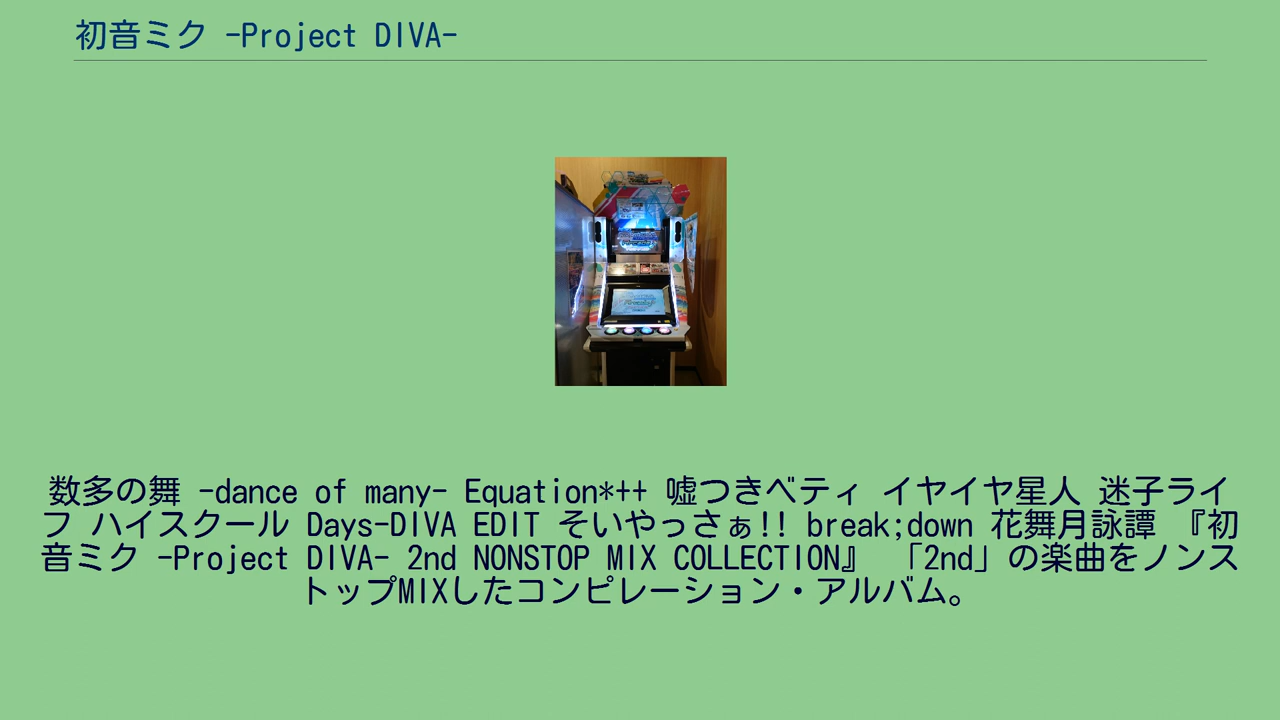 初音ミク -Project DIVA-
数多の舞 -dance of many- Equation*++ 嘘つきベティ イヤイヤ星人 迷子ライ
フ ハイスクール Days-DIVA EDIT そいやっさぁ!! break;down 花舞月詠譚 『初
音ミク -Project DIVA- 2nd NONSTOP MIX COLLECTION』 「2nd」の楽曲をノンス
トップMIXしたコンピレーション・アルバム。